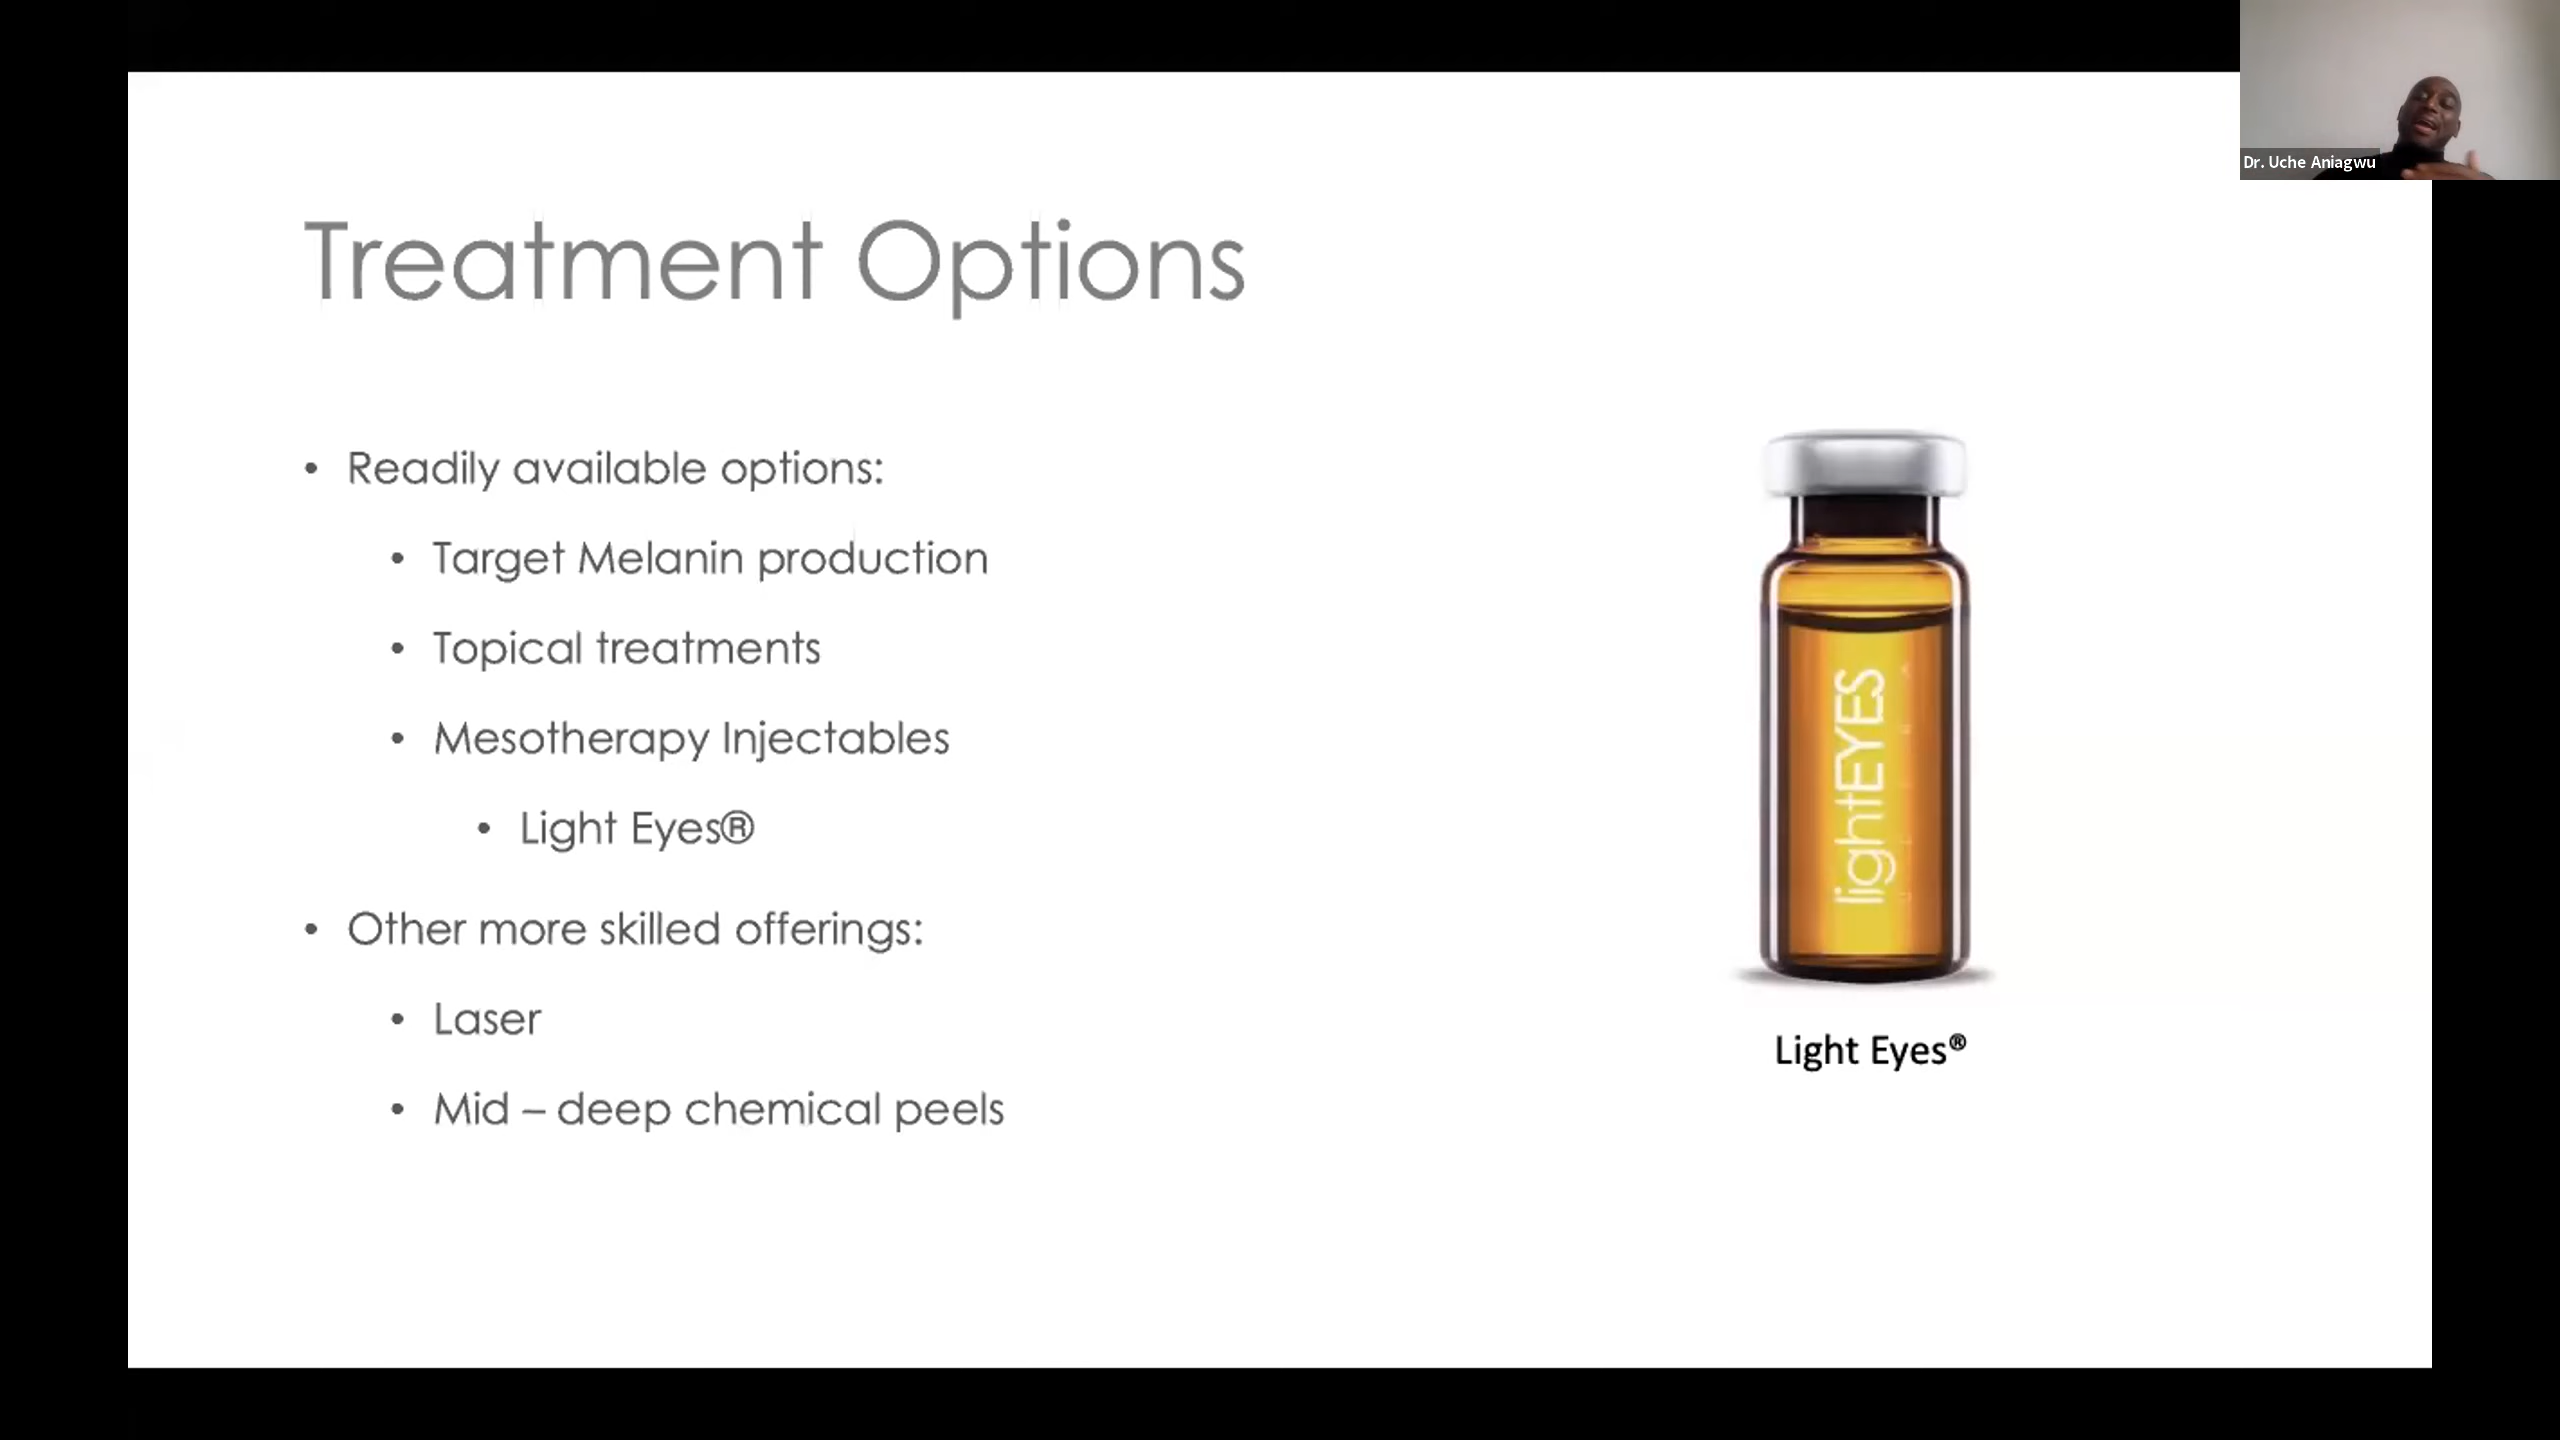 Dr. Uche Aniagwu
Treatment Options
• Readily available options:
• Target Melanin production
• Topical treatments
• Mesotherapy Injectables
• Light Eyes®
• Other more skilled offerings:
• Laser
• Mid – deep chemical peels
lightEYES
Light Eyes®